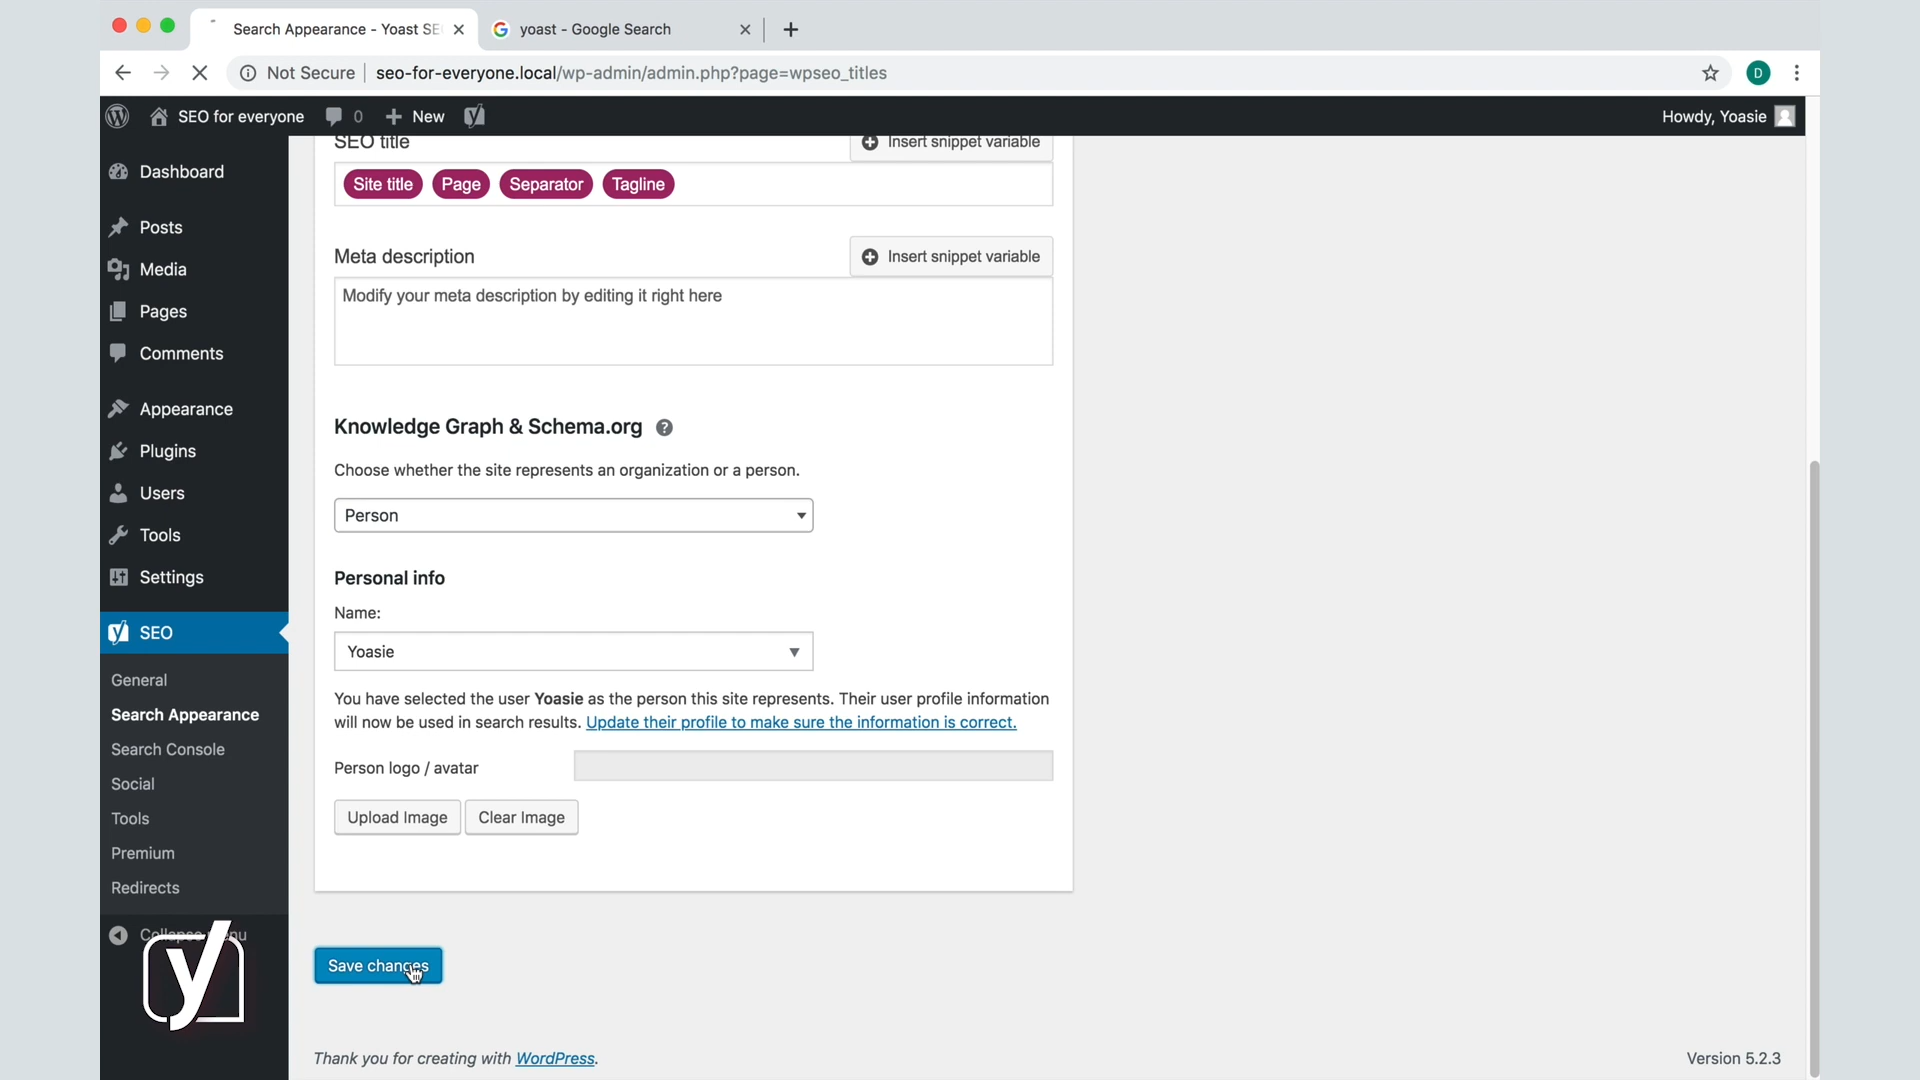 Search Appearance - Yoast SE
yoast - Google Search
Not Secure
seo-for-everyone.local/wp-admin/admin.php?page=wpseo_titles
D
SEO for everyone
0
New
Howdy, Yoasie
Dashboard
Posts
Media
Pages
Comments
Appearance
Plugins
Users
Tools
Settings
SEO
General
Search Appearance
Search Console
Social
Tools
Premium
Redirects
Collapse menu
SEO title
Insert snippet variable
Site title
Page
Separator
Tagline
Meta description
Insert snippet variable
Modify your meta description by editing it right here
Knowledge Graph & Schema.org
Choose whether the site represents an organization or a person.
Person
Personal info
Name:
Yoasie
You have selected the user Yoasie as the person this site represents. Their user profile information
will now be used in search results. Update their profile to make sure the information is correct.
Person logo / avatar
Upload Image
Clear Image
Save changes
Thank you for creating with WordPress.
Version 5.2.3
y